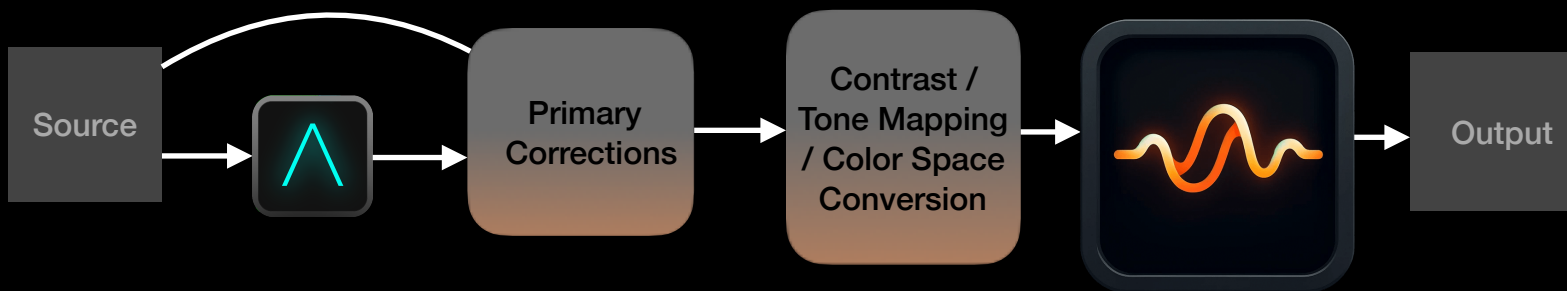 Source
Primary
Corrections
Contrast /
Tone Mapping
/ Color Space
Conversion
Output